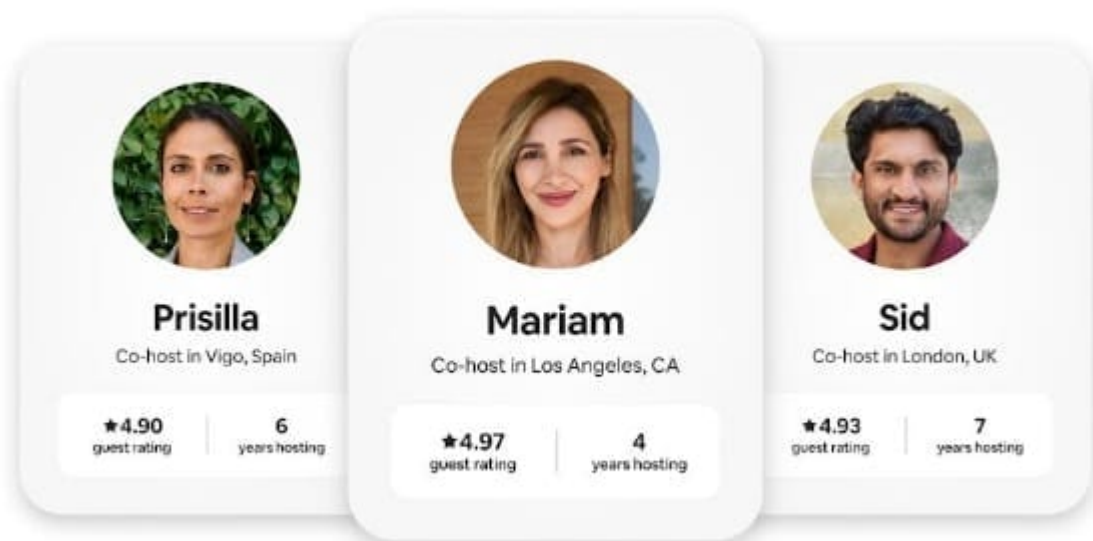 Prisilla
Co-host in Vigo, Spain
★4.90
guest rating
6
years hosting
Mariam
Co-host in Los Angeles, CA
★4.97
guest rating
4
years hosting
Sid
Co-host in London, UK
★4.93
guest rating
7
years hosting